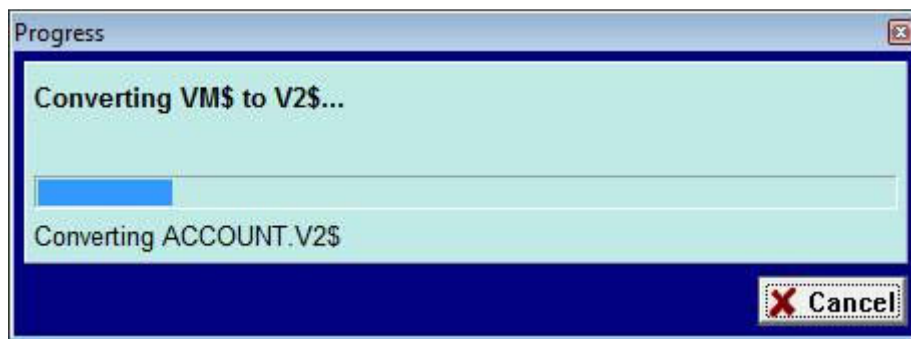 Progress
Converting VM$ to V2$...
Converting ACCOUNT.V2$
Cancel